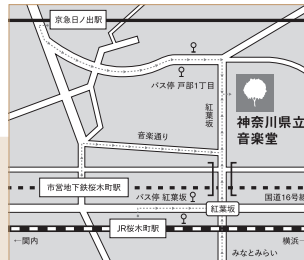 京急日ノ出駅
バス停 戸部1丁目
紅葉坂
神奈川県立
音楽堂
音楽通り
市営地下鉄桜木町駅
バス停 紅葉坂
国道16号線
紅葉坂
JR桜木町駅
←関内
横浜→
みなとみらい